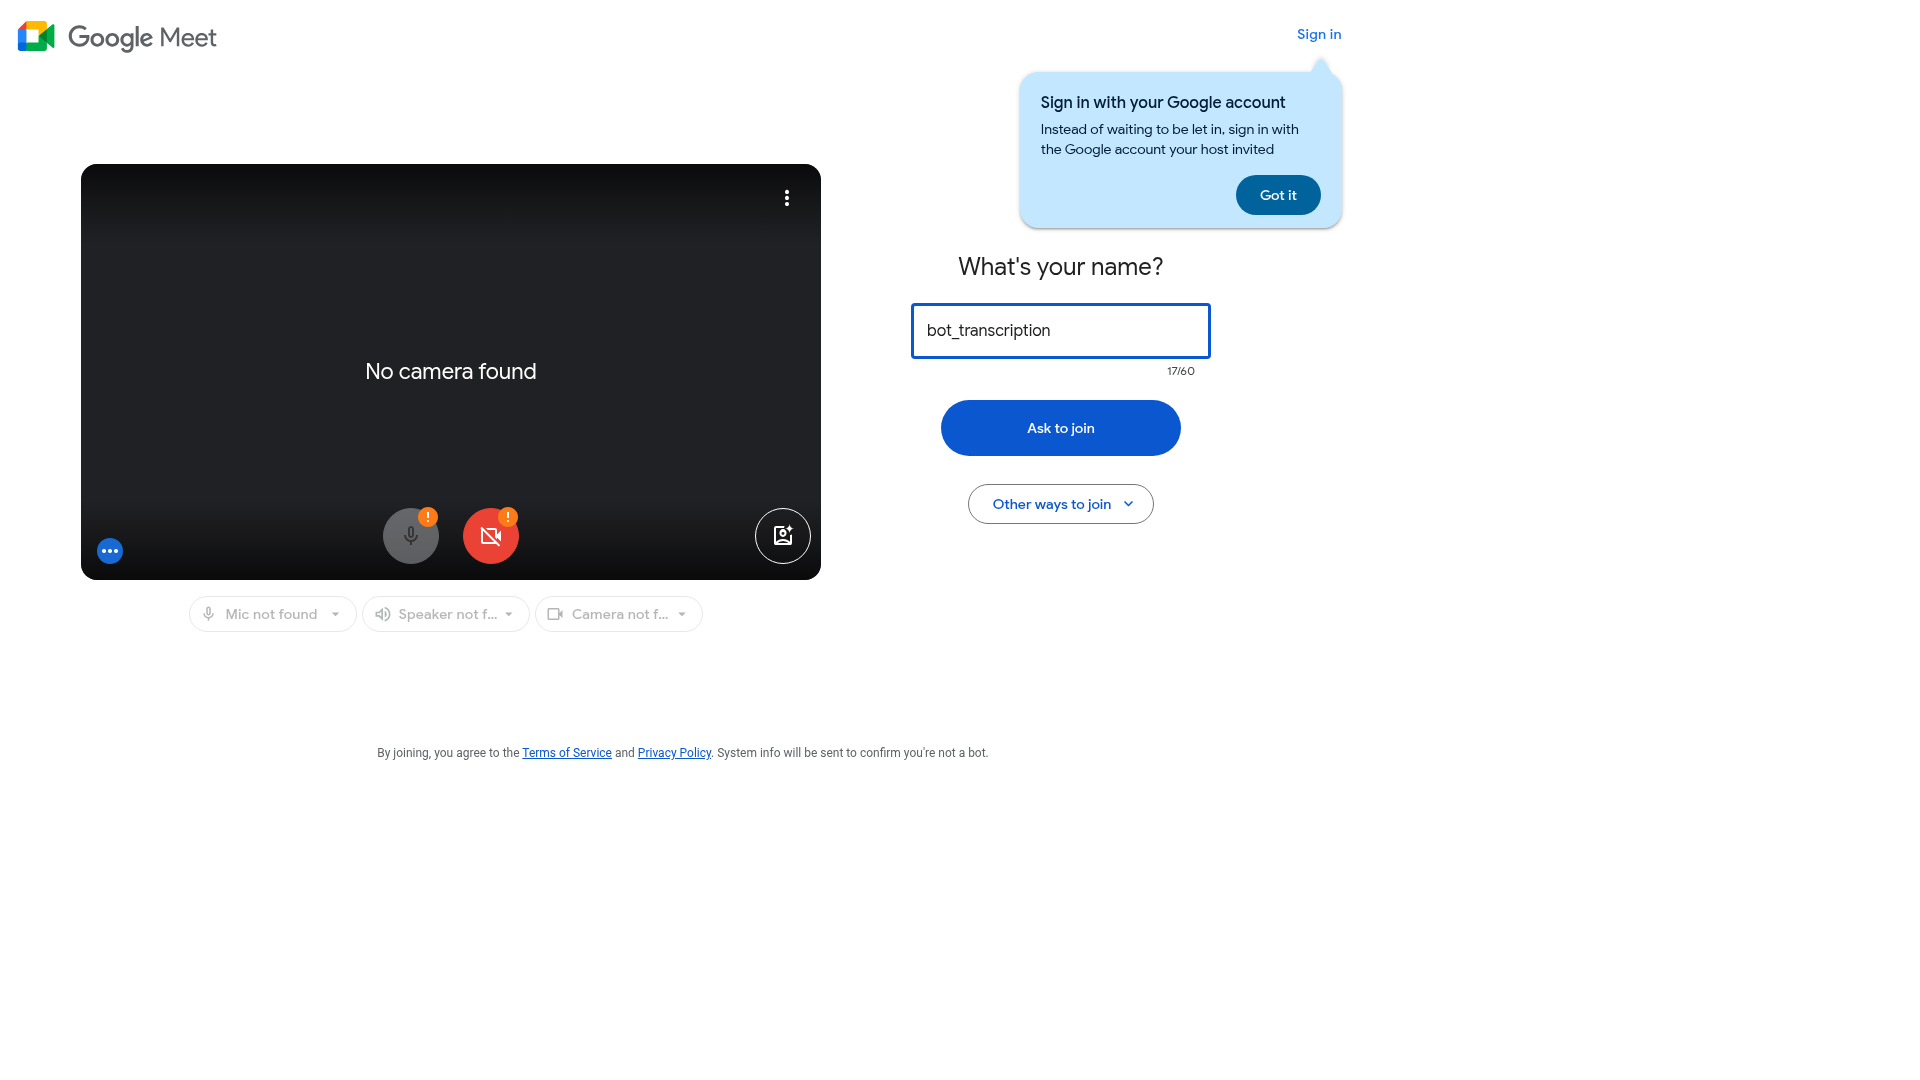 Google Meet
Sign in
Sign in with your Google account
Instead of waiting to be let in, sign in with
the Google account your host invited
Got it
No camera found
What's your name?
bot_transcription
17/60
Ask to join
Other ways to join
Mic not found
Speaker not f...
Camera not f...
By joining, you agree to the Terms of Service and Privacy Policy. System info will be sent to confirm you're not a bot.